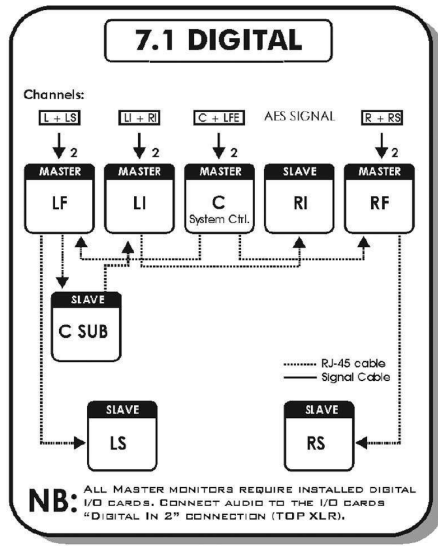 7.1 DIGITAL
Channels:
L + LS LI + RI C + LFE AES SIGNAL R + RS
2 2 2 2
MASTER MASTER MASTER SLAVE MASTER
LF LI C RI RF
System Ctrl.
SLAVE
C SUB
RJ-45 cable
Signal Cable
SLAVE SLAVE
LS RS
NB: ALL MASTER MONITORS REQUIRE INSTALLED DIGITAL
I/O CARDS. CONNECT AUDIO TO THE I/O CARDS
"DIGITAL IN 2" CONNECTION (TOP XLR).